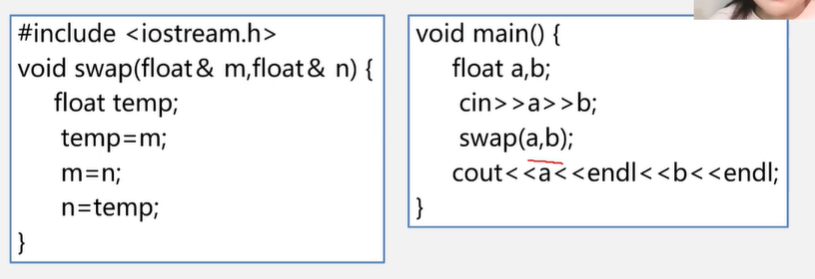 #include <iostream.h>
void swap(float& m,float& n) {
float temp;
temp=m;
m=n;
n=temp;
}
void main() {
float a,b;
cin>>a>>b;
swap(a,b);
cout<<a<<endl<<b<<endl;
}